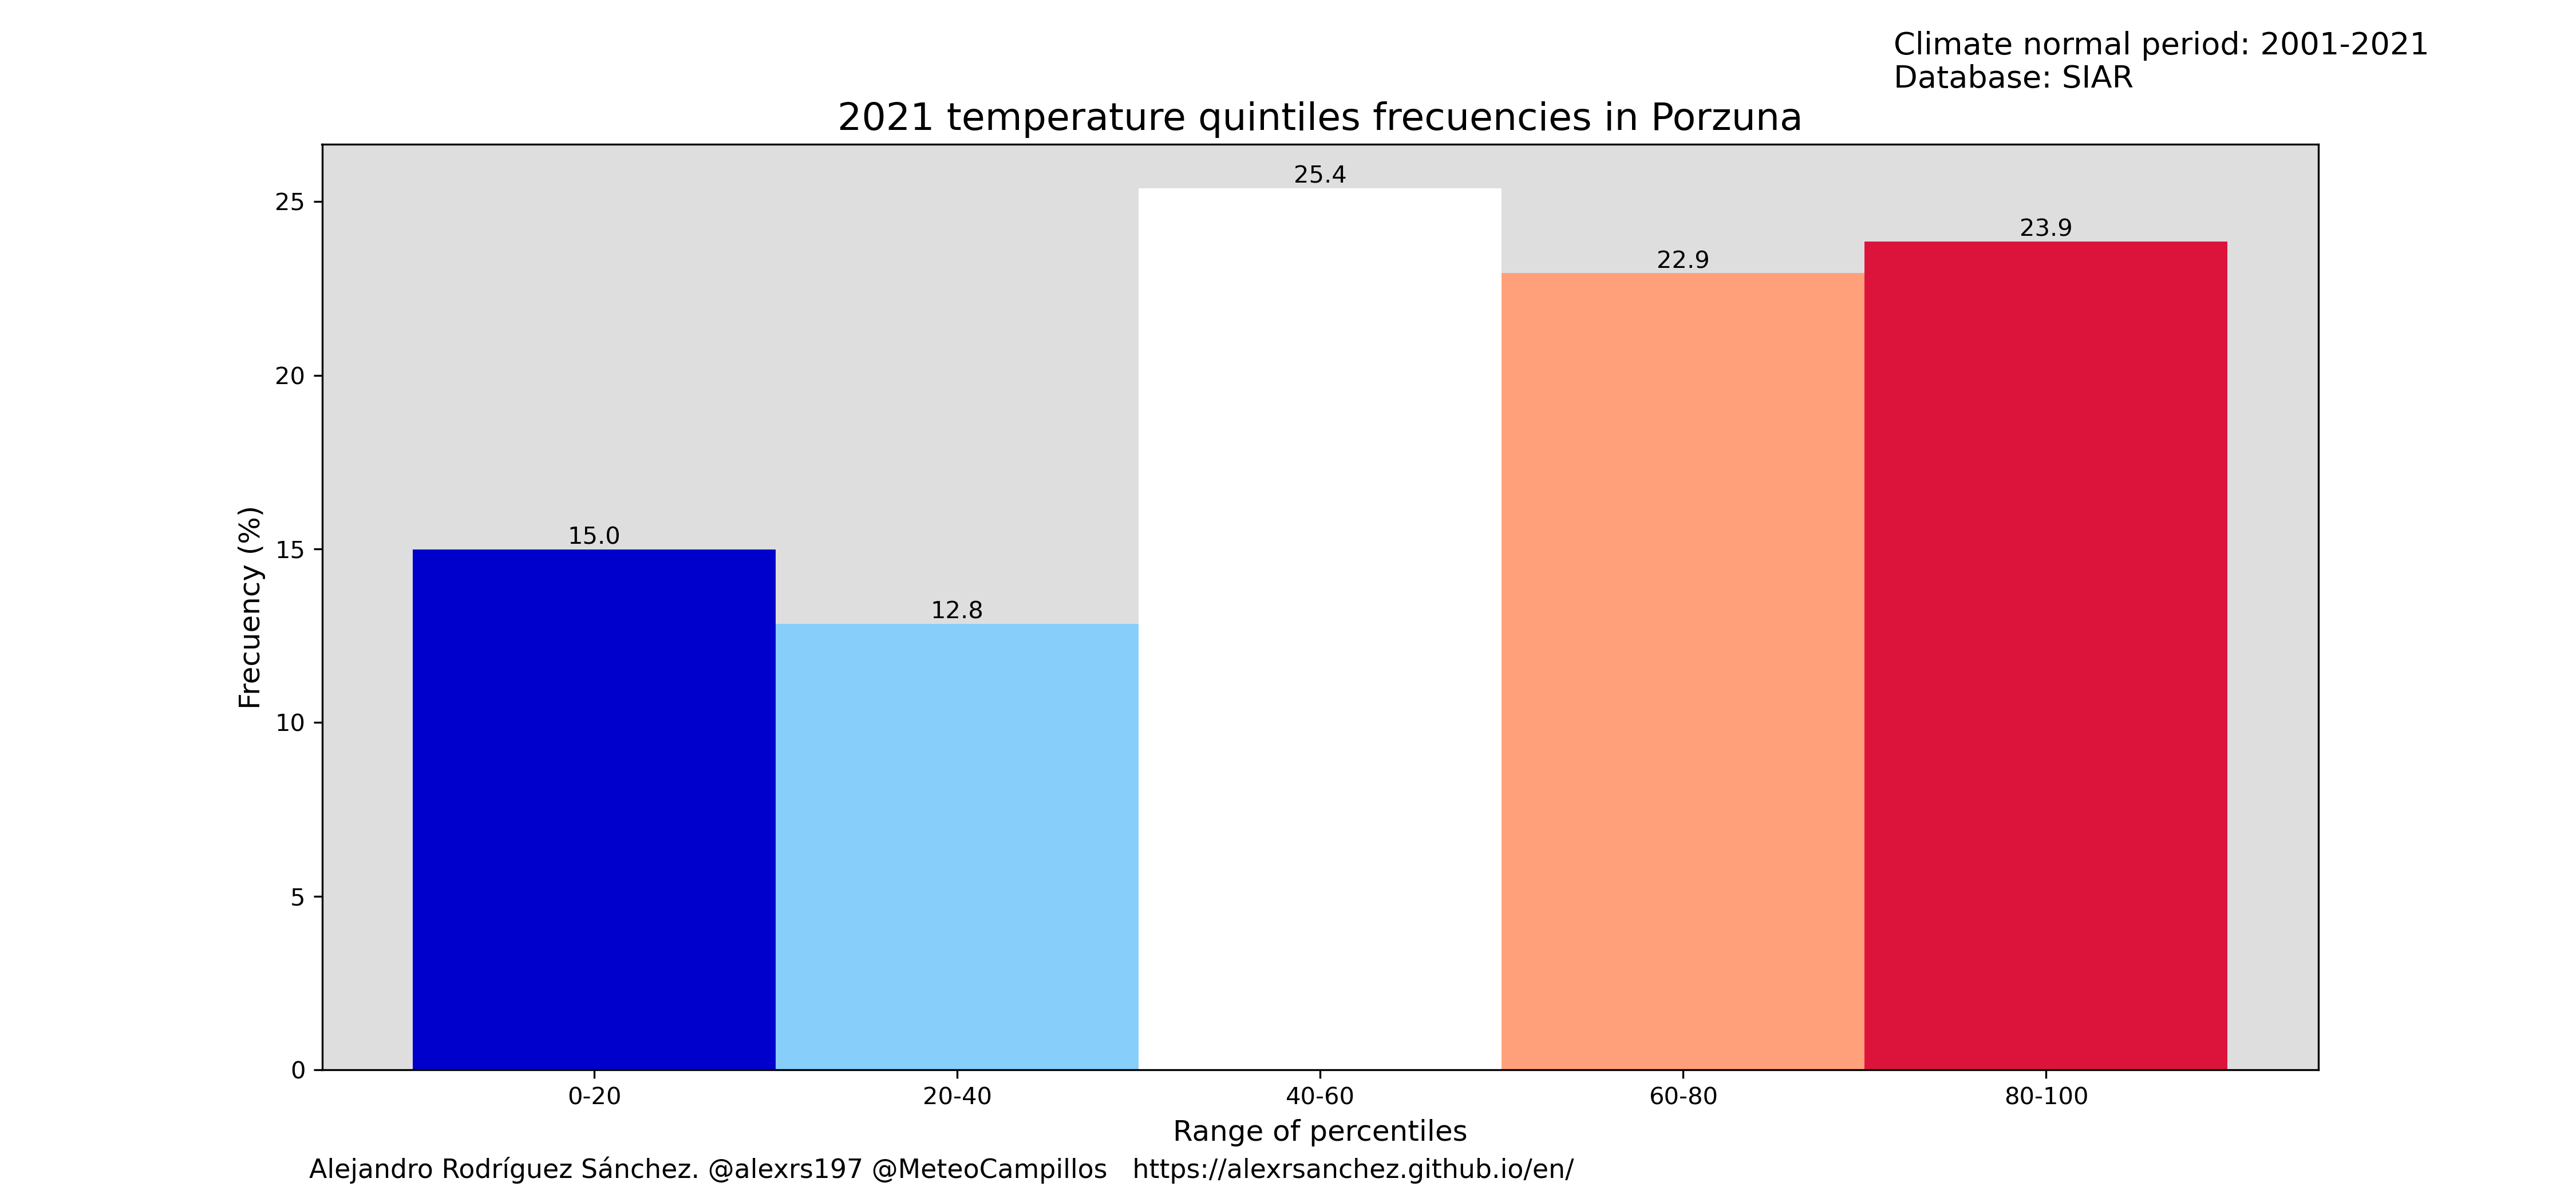 Climate normal period: 2001-2021
Database: SIAR
2021 temperature quintiles frecuencies in Porzuna
Frecuency (%)
25
20
15
10
5
0
15.0
12.8
25.4
22.9
23.9
0-20
20-40
40-60
60-80
80-100
Range of percentiles
Alejandro Rodríguez Sánchez. @alexrs197 @MeteoCampillos   https://alexrsanchez.github.io/en/